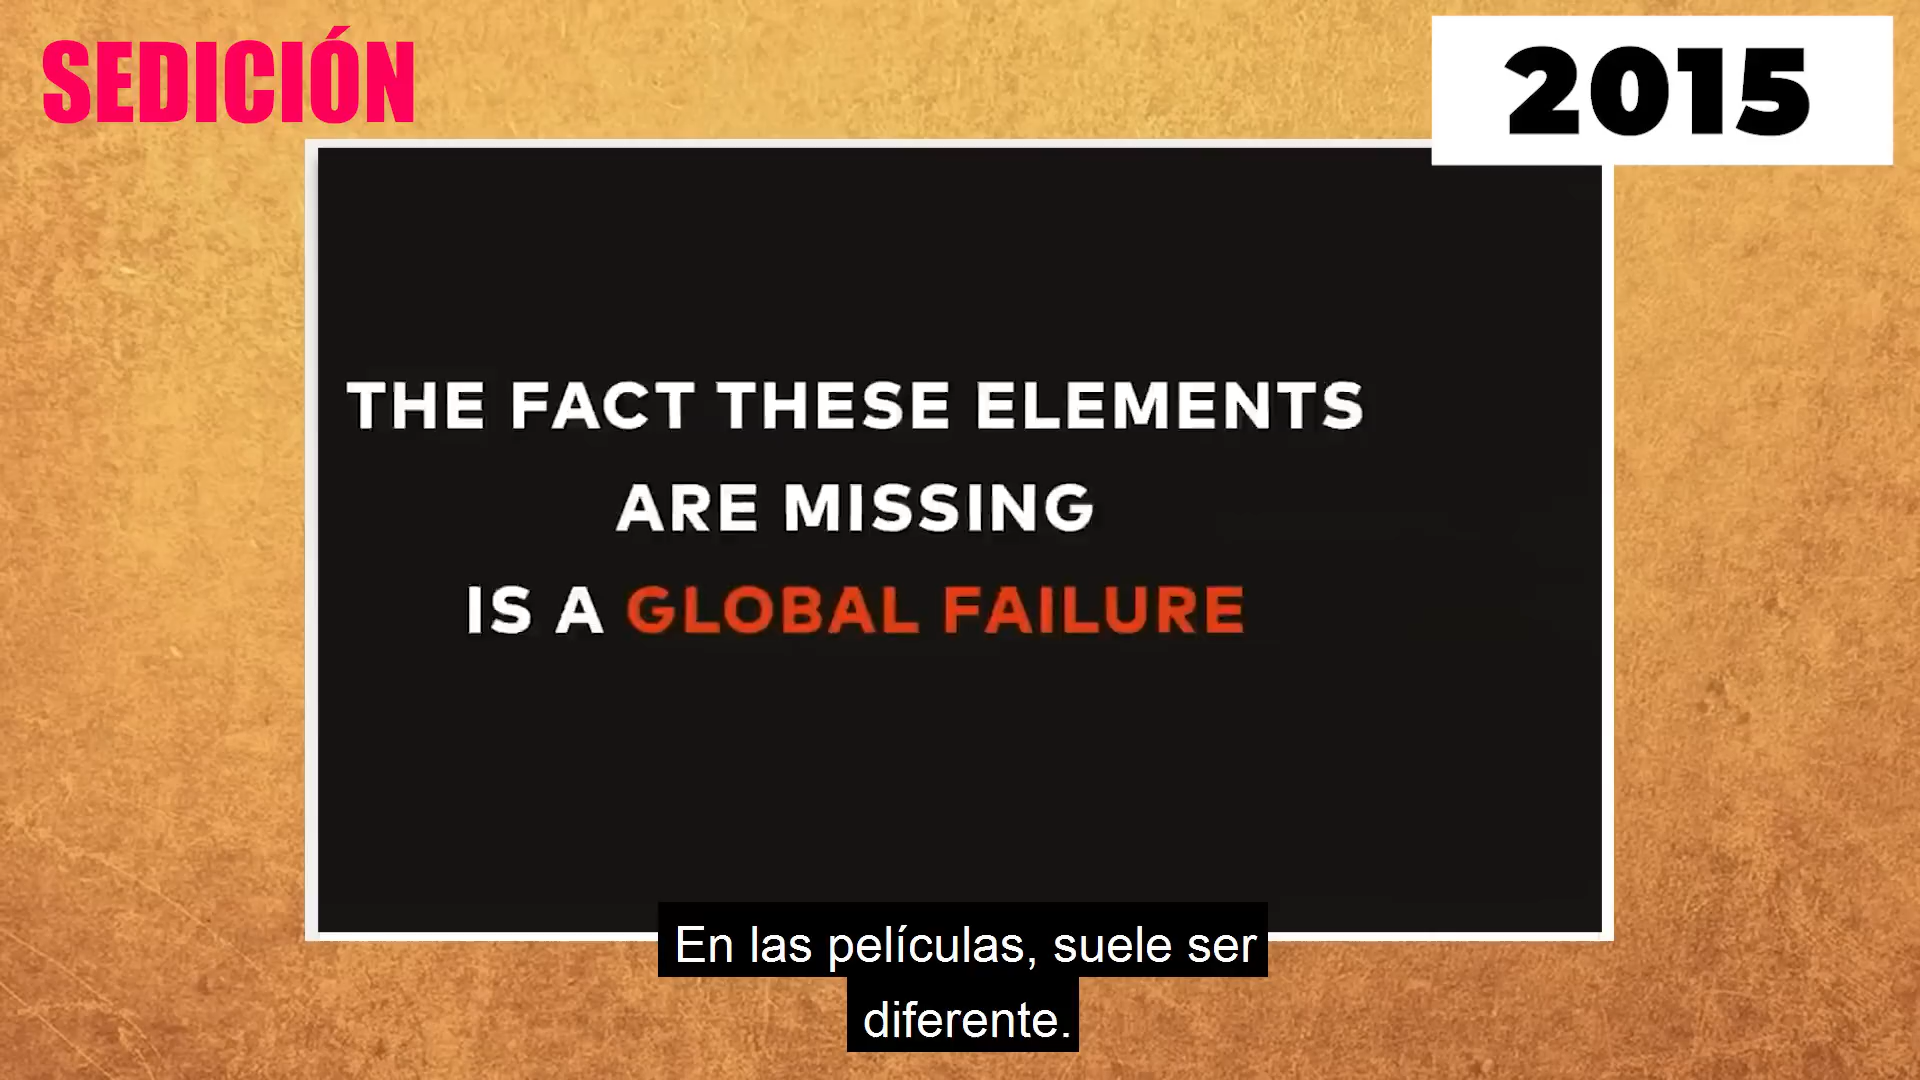 SEDICIÓN
2015
THE FACT THESE ELEMENTS
ARE MISSING
IS A GLOBAL FAILURE
En las películas, suele ser
diferente.